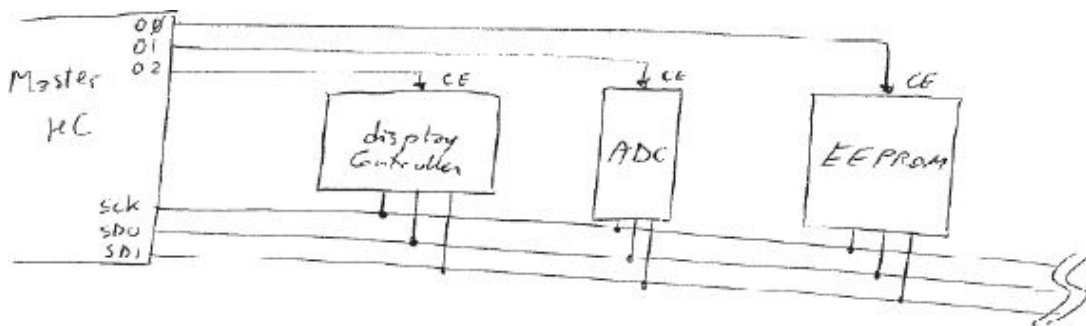 O0
O1
O2
Master
µC
CE
CE
CE
display
Controller
ADC
EEPROM
SCK
SDO
SDI